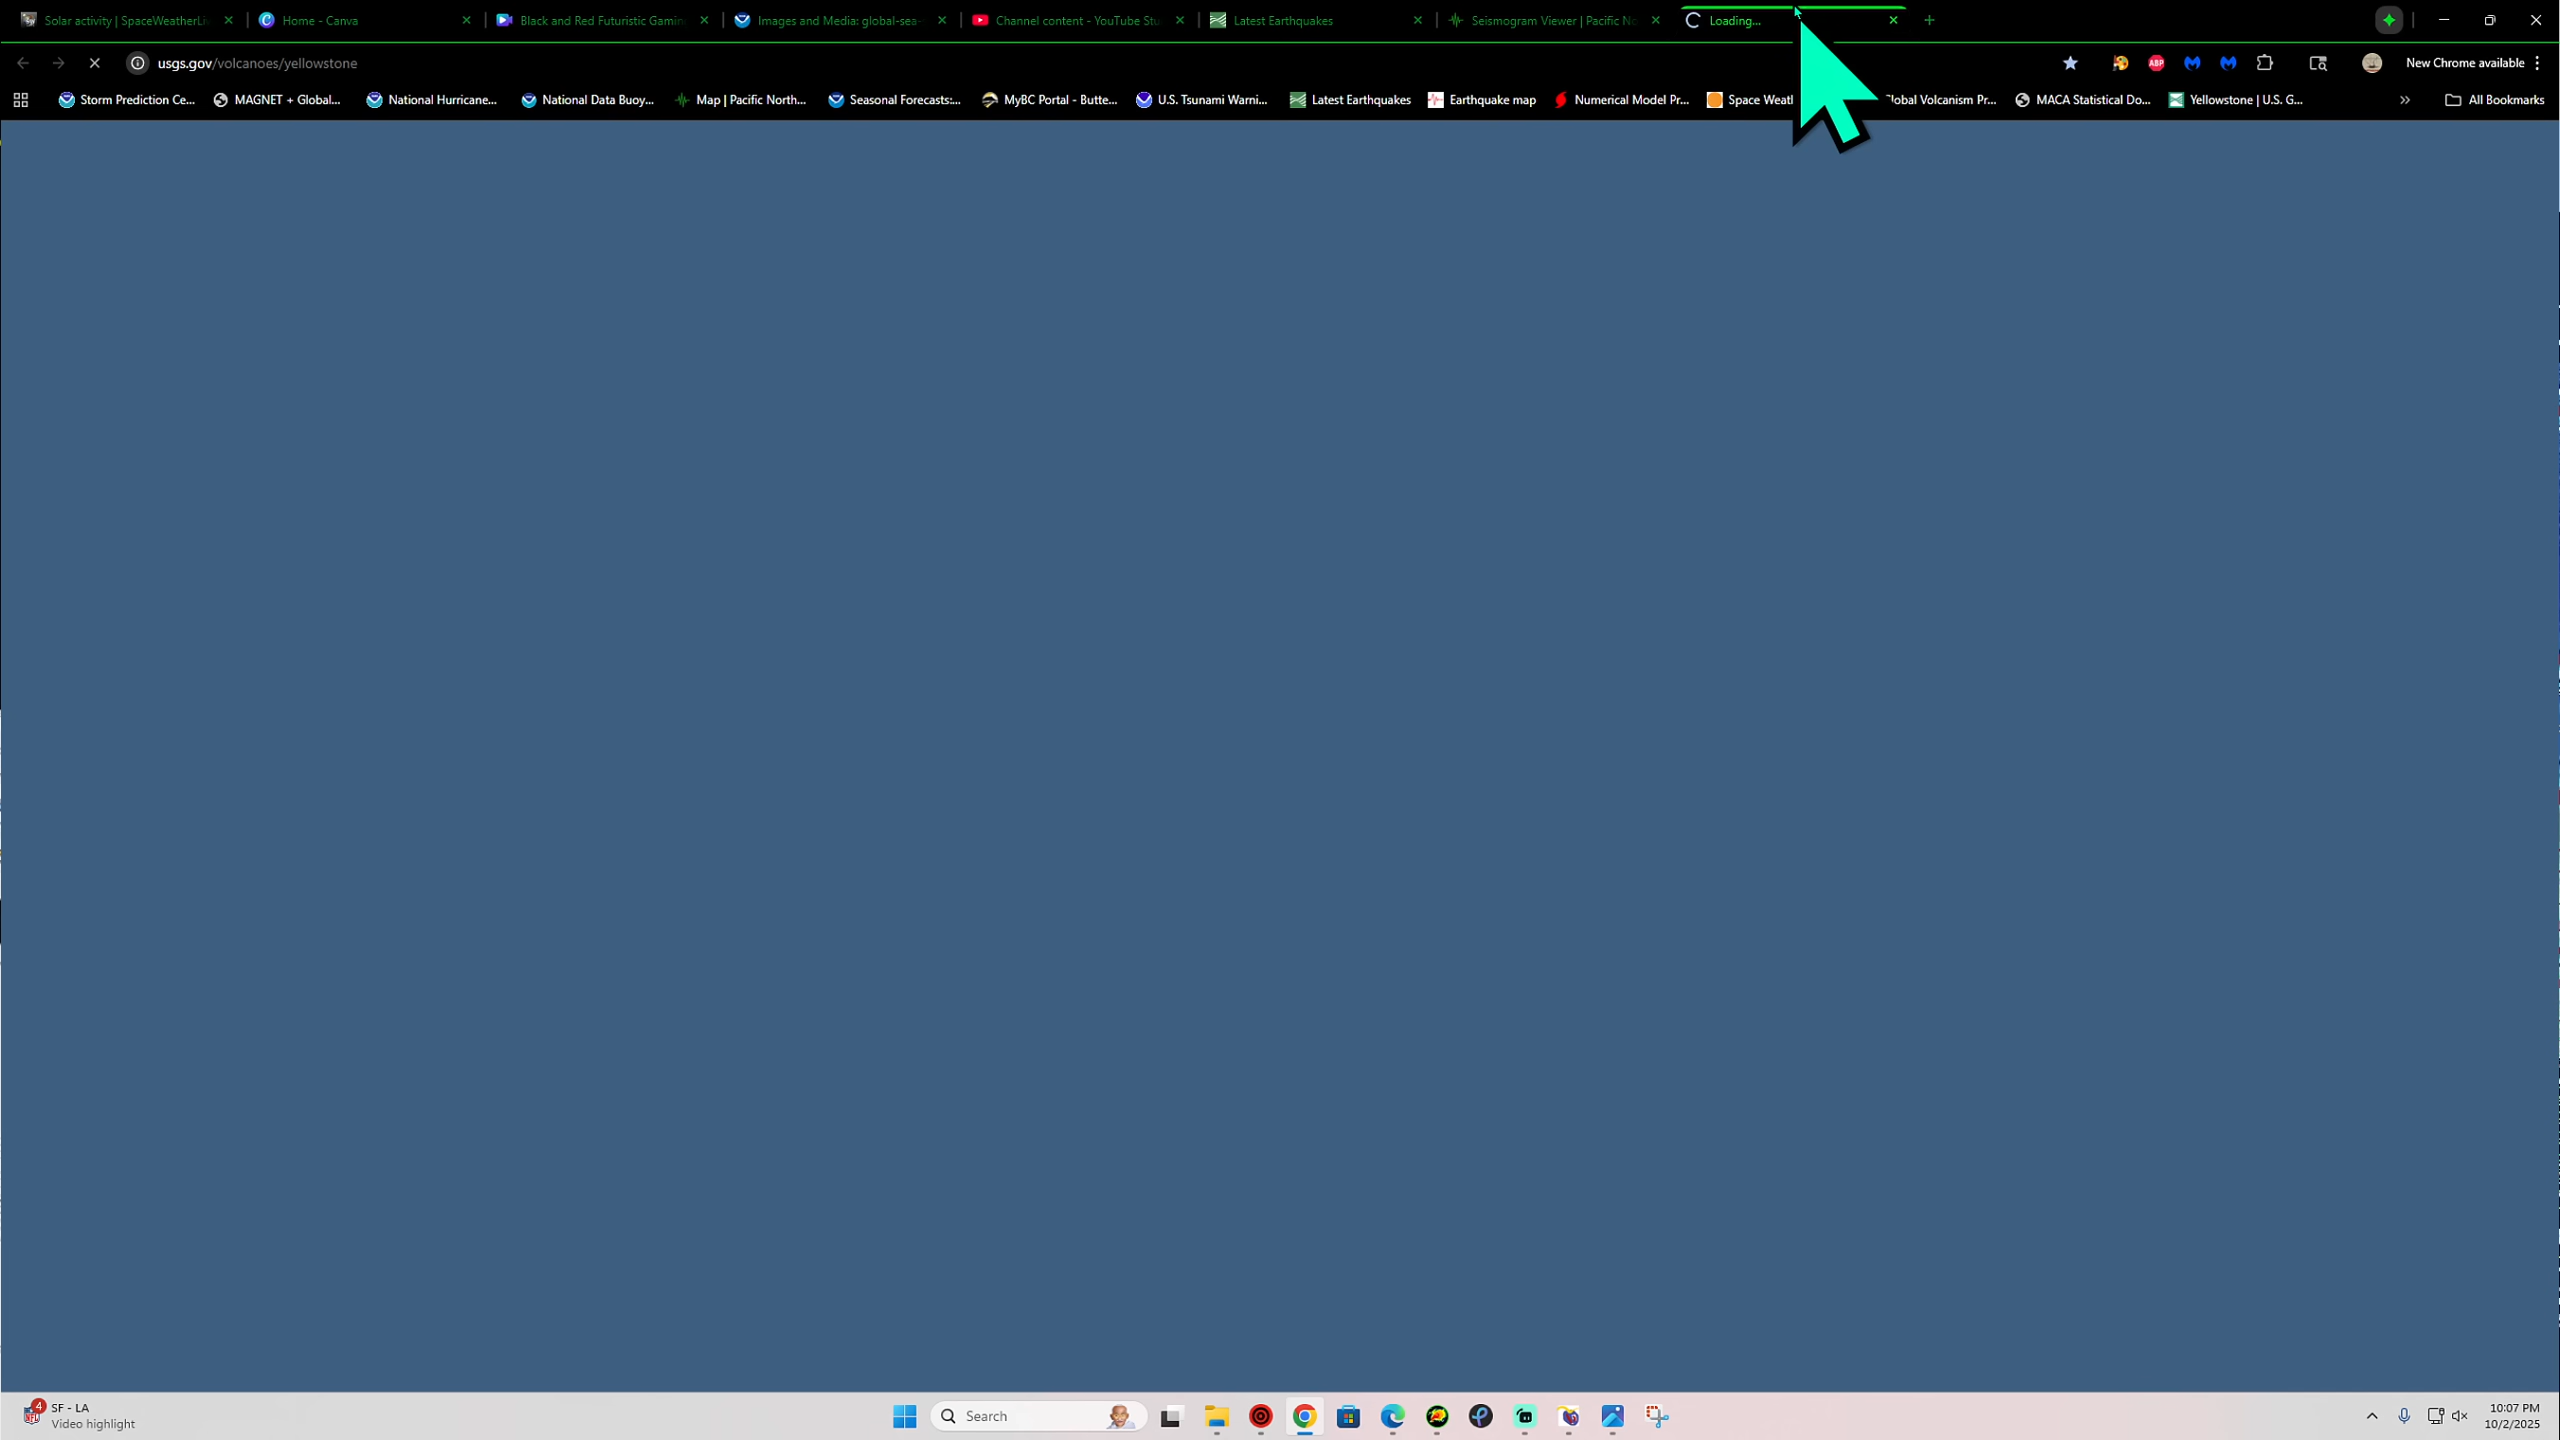 Solar activity | SpaceWeatherLi
Home - Canva
Black and Red Futuristic Gamin
Images and Media: global-sea-
Channel content - YouTube Stu
Latest Earthquakes
Seismogram Viewer | Pacific No
Loading...
usgs.gov/volcanoes/yellowstone
New Chrome available
Storm Prediction Ce...
MAGNET + Global...
National Hurricane...
National Data Buoy...
Map | Pacific North...
Seasonal Forecasts:...
MyBC Portal - Butte...
U.S. Tsunami Warni...
Latest Earthquakes
Earthquake map
Numerical Model Pr...
Space Weat
Global Volcanism Pr...
MACA Statistical Do...
Yellowstone | U.S. G...
All Bookmarks
ABP
4
SF - LA
Video highlight
Search
10:07 PM
10/2/2025